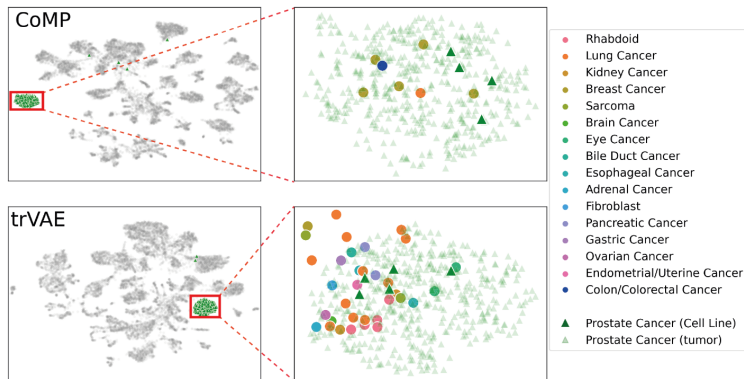 CoMP
trVAE
Rhabdoid
Lung Cancer
Kidney Cancer
Breast Cancer
Sarcoma
Brain Cancer
Eye Cancer
Bile Duct Cancer
Esophageal Cancer
Adrenal Cancer
Fibroblast
Pancreatic Cancer
Gastric Cancer
Ovarian Cancer
Endometrial/Uterine Cancer
Colon/Colorectal Cancer
Prostate Cancer (Cell Line)
Prostate Cancer (tumor)